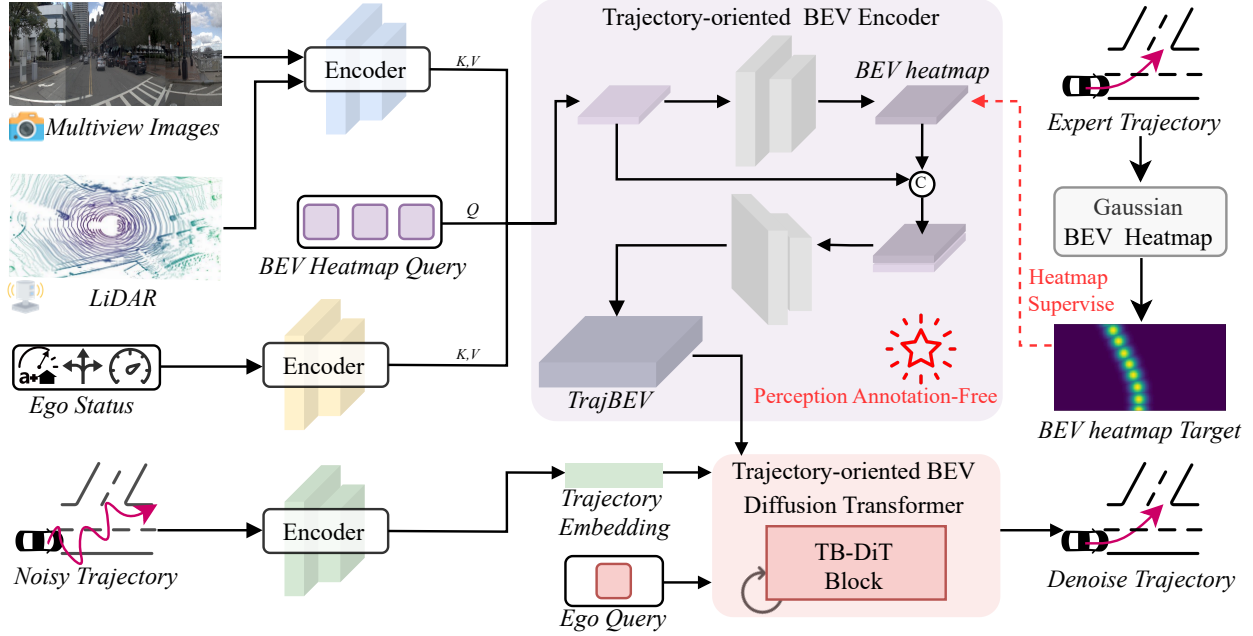 Trajectory-oriented BEV Encoder
Encoder
K,V
BEV heatmap
Multiview Images
Expert Trajectory
C
Q
Gaussian
BEV Heatmap
BEV Heatmap Query
LiDAR
Heatmap
Supervise
Encoder
K,V
a+
Ego Status
TrajBEV
Perception Annotation-Free
BEV heatmap Target
Trajectory-oriented BEV
Diffusion Transformer
Trajectory
Embedding
Encoder
TB-DiT
Block
Noisy Trajectory
Ego Query
Denoise Trajectory